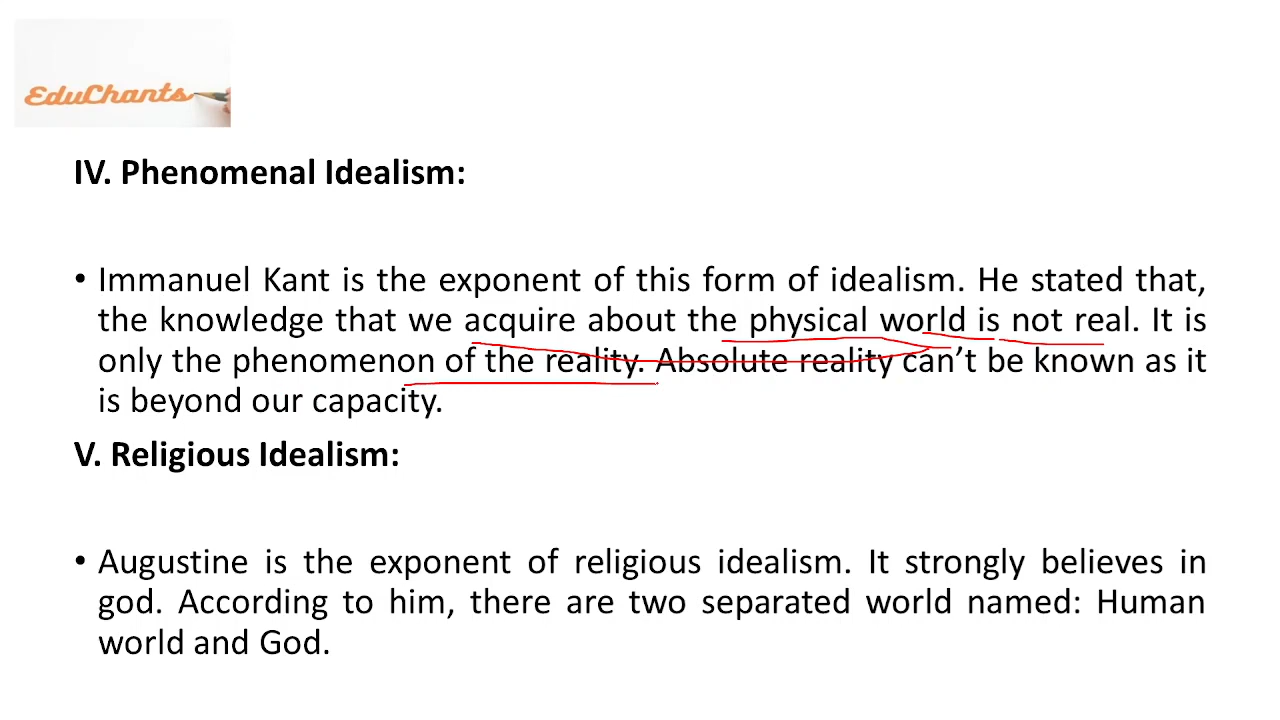 EduChants
IV. Phenomenal Idealism:
• Immanuel Kant is the exponent of this form of idealism. He stated that,
the knowledge that we acquire about the physical world is not real. It is
only the phenomenon of the reality. Absolute reality can’t be known as it
is beyond our capacity.
V. Religious Idealism:
• Augustine is the exponent of religious idealism. It strongly believes in
god. According to him, there are two separated world named: Human
world and God.